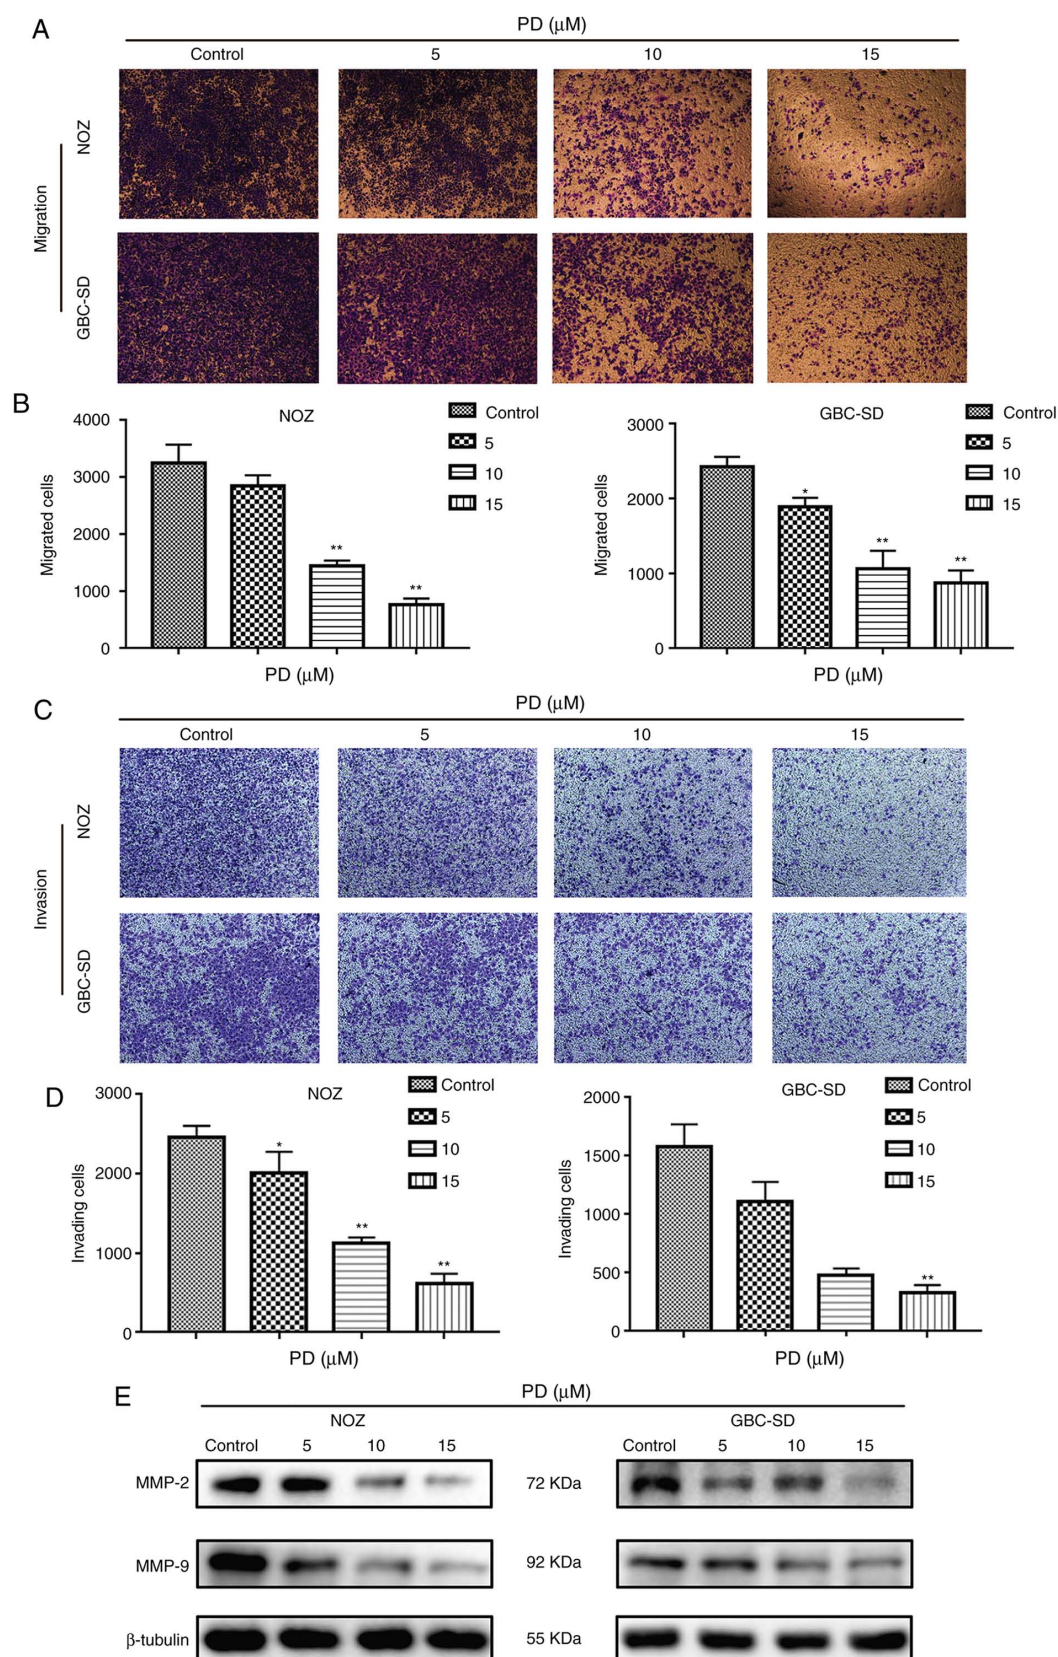 A
PD (µM)
Control 5 10 15
Migration
NOZ
GBC-SD
B
NOZ
Migrated cells
4000
3000
2000
1000
0
**
**
PD (µM)
Control
5
10
15
GBC-SD
Migrated cells
3000
2000
1000
0
*
**
**
PD (µM)
Control
5
10
15
C
PD (µM)
Control 5 10 15
Invasion
NOZ
GBC-SD
D
NOZ
Invading cells
3000
2000
1000
0
*
**
**
PD (µM)
Control
5
10
15
GBC-SD
Invading cells
2000
1500
1000
500
0
**
PD (µM)
Control
5
10
15
E
PD (µM)
NOZ GBC-SD
Control 5 10 15 Control 5 10 15
MMP-2 72 KDa
MMP-9 92 KDa
β-tubulin 55 KDa